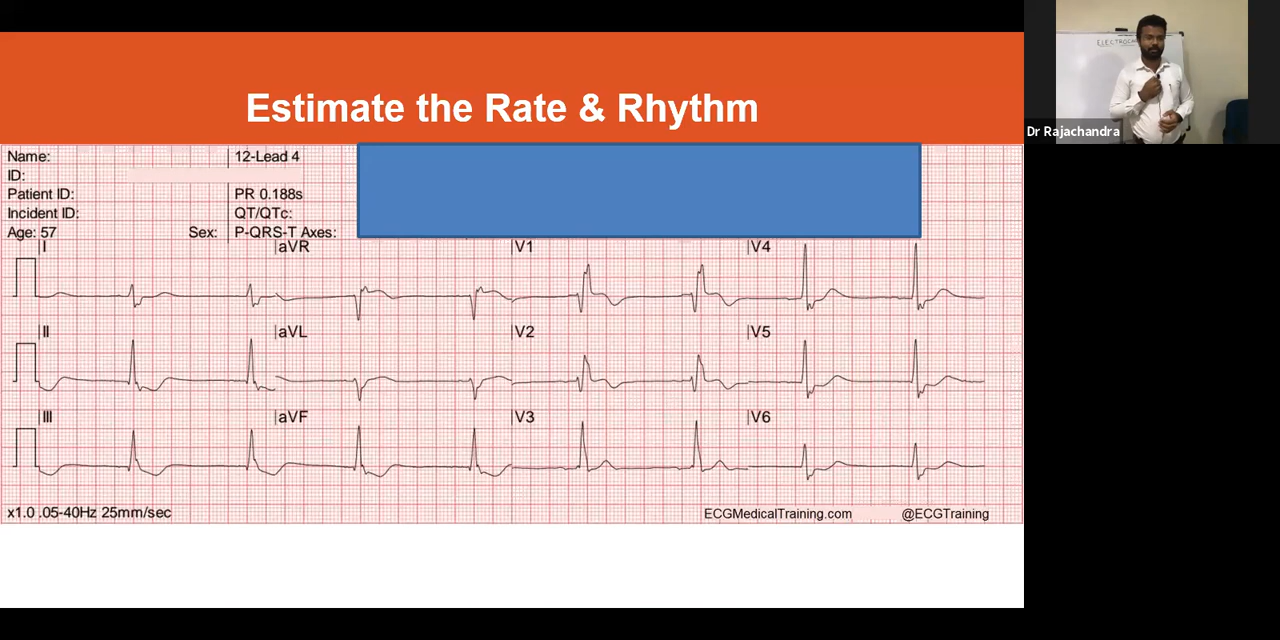 Estimate the Rate & Rhythm
Name:
ID:
Patient ID:
Incident ID:
Age: 57
Sex:
12-Lead 4
PR 0.188s
QT/QTc:
P-QRS-T Axes:
I
aVR
V1
V4
II
aVL
V2
V5
III
aVF
V3
V6
x1.0 .05-40Hz 25mm/sec
ECGMedicalTraining.com
@ECGTraining
Dr Rajachandra